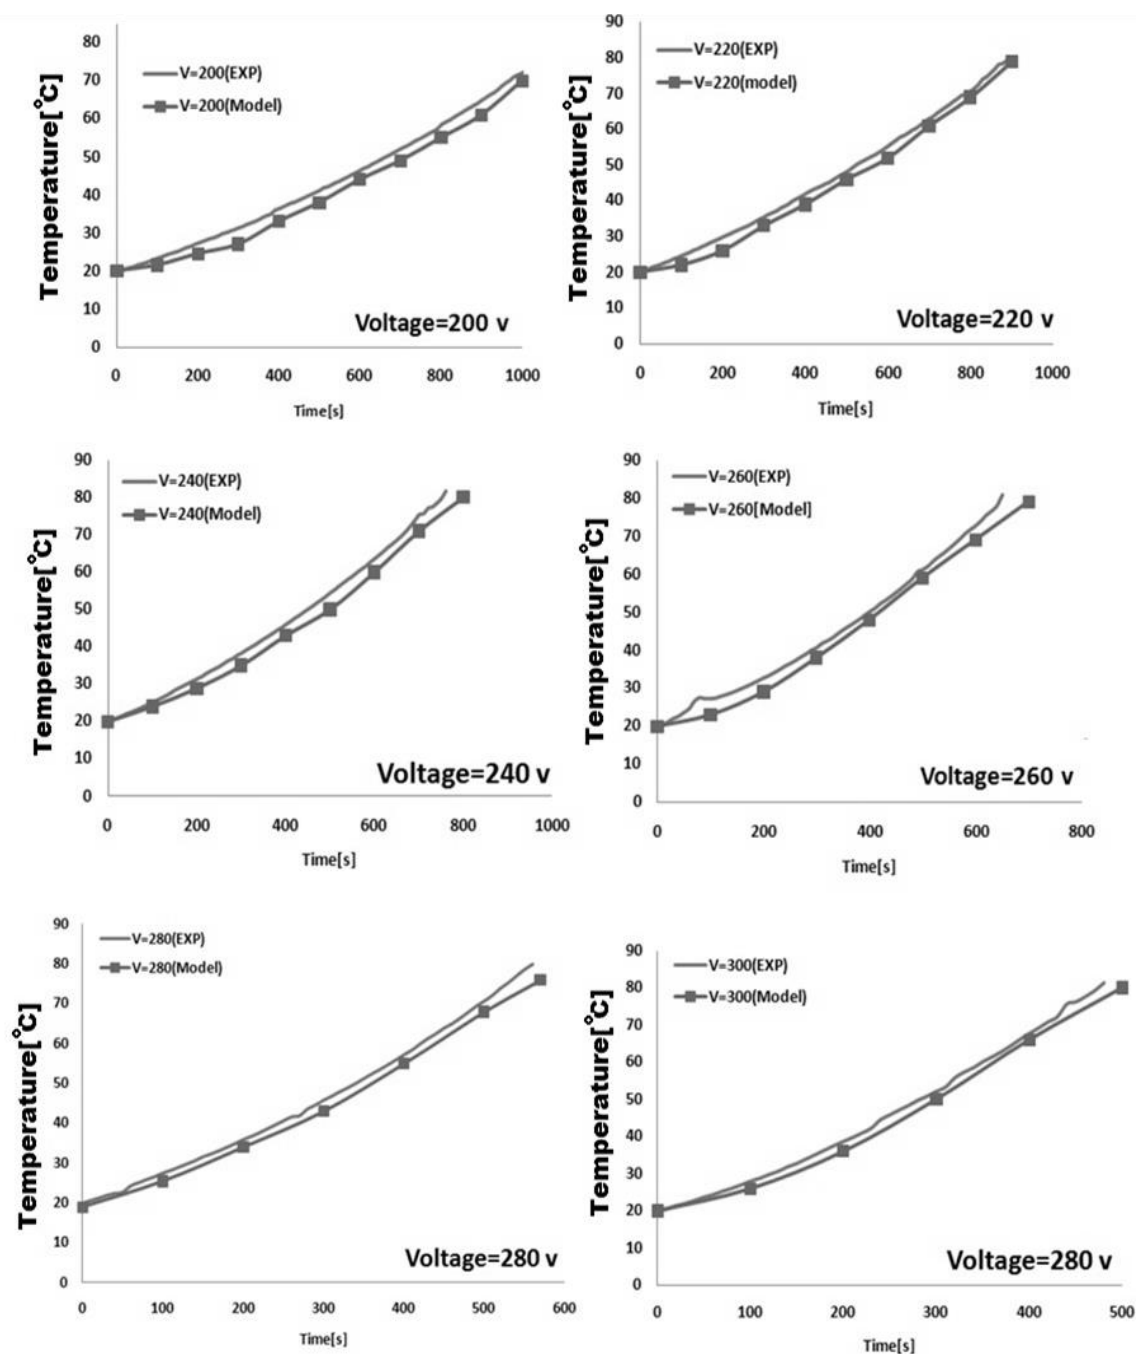 Temperature[°C]
80
70
60
50
40
30
20
10
0
V=200(EXP)
V=200(Model)
Voltage=200 v
0 200 400 600 800 1000
Time[s]
Temperature[°C]
90
80
70
60
50
40
30
20
10
0
V=220(EXP)
V=220(model)
Voltage=220 v
0 200 400 600 800 1000
Time[s]
Temperature[°C]
90
80
70
60
50
40
30
20
10
0
V=240(EXP)
V=240(Model)
Voltage=240 v
0 200 400 600 800 1000
Time[s]
Temperature[°C]
90
80
70
60
50
40
30
20
10
0
V=260(EXP)
V=260[Model]
Voltage=260 v
0 200 400 600 800
Time[s]
Temperature[°C]
90
80
70
60
50
40
30
20
10
0
V=280(EXP)
V=280(Model)
Voltage=280 v
0 100 200 300 400 500 600
Time[s]
Temperature[°C]
90
80
70
60
50
40
30
20
10
0
V=300(EXP)
V=300(Model)
Voltage=280 v
0 100 200 300 400 500
Time[s]